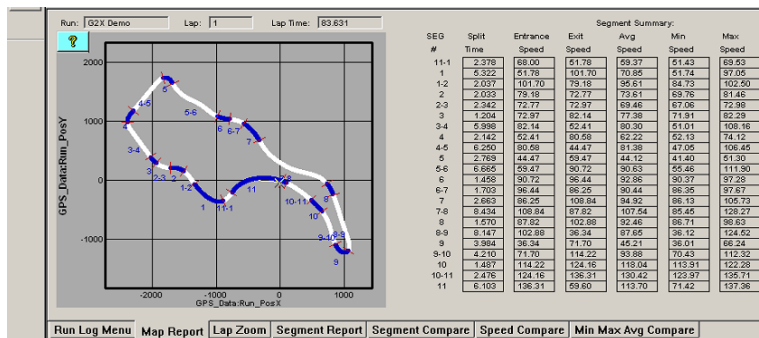 Run: G2X Demo Lap: 1 Lap Time: 83.631
?
GPS_Data:Run_PosY
2000
1000
0
-1000
5
4-5
5-6
4
6
6-7
7
3-4
3
2-3
2
1-2
1
11-1
11
7-8
8
10-11
10
9-10
8-9
9
-2000 -1000 0 1000
GPS_Data:Run_PosX
Segment Summary:
SEG Split Entrance Exit Avg Min Max
# Time Speed Speed Speed Speed Speed
11-1 2.378 68.00 51.78 59.37 51.43 69.53
1 5.322 51.78 101.70 70.85 51.74 97.05
1-2 2.037 101.70 79.18 95.61 84.73 102.50
2 2.033 79.18 72.77 73.61 69.76 81.46
2-3 2.342 72.77 72.97 69.46 67.06 72.98
3 1.204 72.97 82.14 77.38 71.91 82.29
3-4 5.998 82.14 52.41 80.30 51.01 108.16
4 2.142 52.41 80.58 62.22 52.13 74.12
4-5 6.250 80.58 44.47 81.38 47.05 106.45
5 2.769 44.47 59.47 44.12 41.40 51.30
5-6 6.665 59.47 90.72 90.63 55.46 111.90
6 1.458 90.72 96.44 92.86 90.37 97.28
6-7 1.703 96.44 86.25 90.44 86.35 97.67
7 2.663 86.25 108.84 94.92 86.13 105.73
7-8 8.434 108.84 87.82 107.54 85.45 128.27
8 1.570 87.82 102.88 92.46 86.71 98.63
8-9 8.147 102.88 36.34 87.65 36.12 124.52
9 3.984 36.34 71.70 45.21 36.01 66.24
9-10 4.210 71.70 114.22 93.88 70.43 112.32
10 1.487 114.22 124.16 118.04 113.91 122.28
10-11 2.476 124.16 136.31 130.42 123.97 135.71
11 6.103 136.31 59.60 113.70 71.42 137.36
Run Log Menu Map Report Lap Zoom Segment Report Segment Compare Speed Compare Min Max Avg Compare